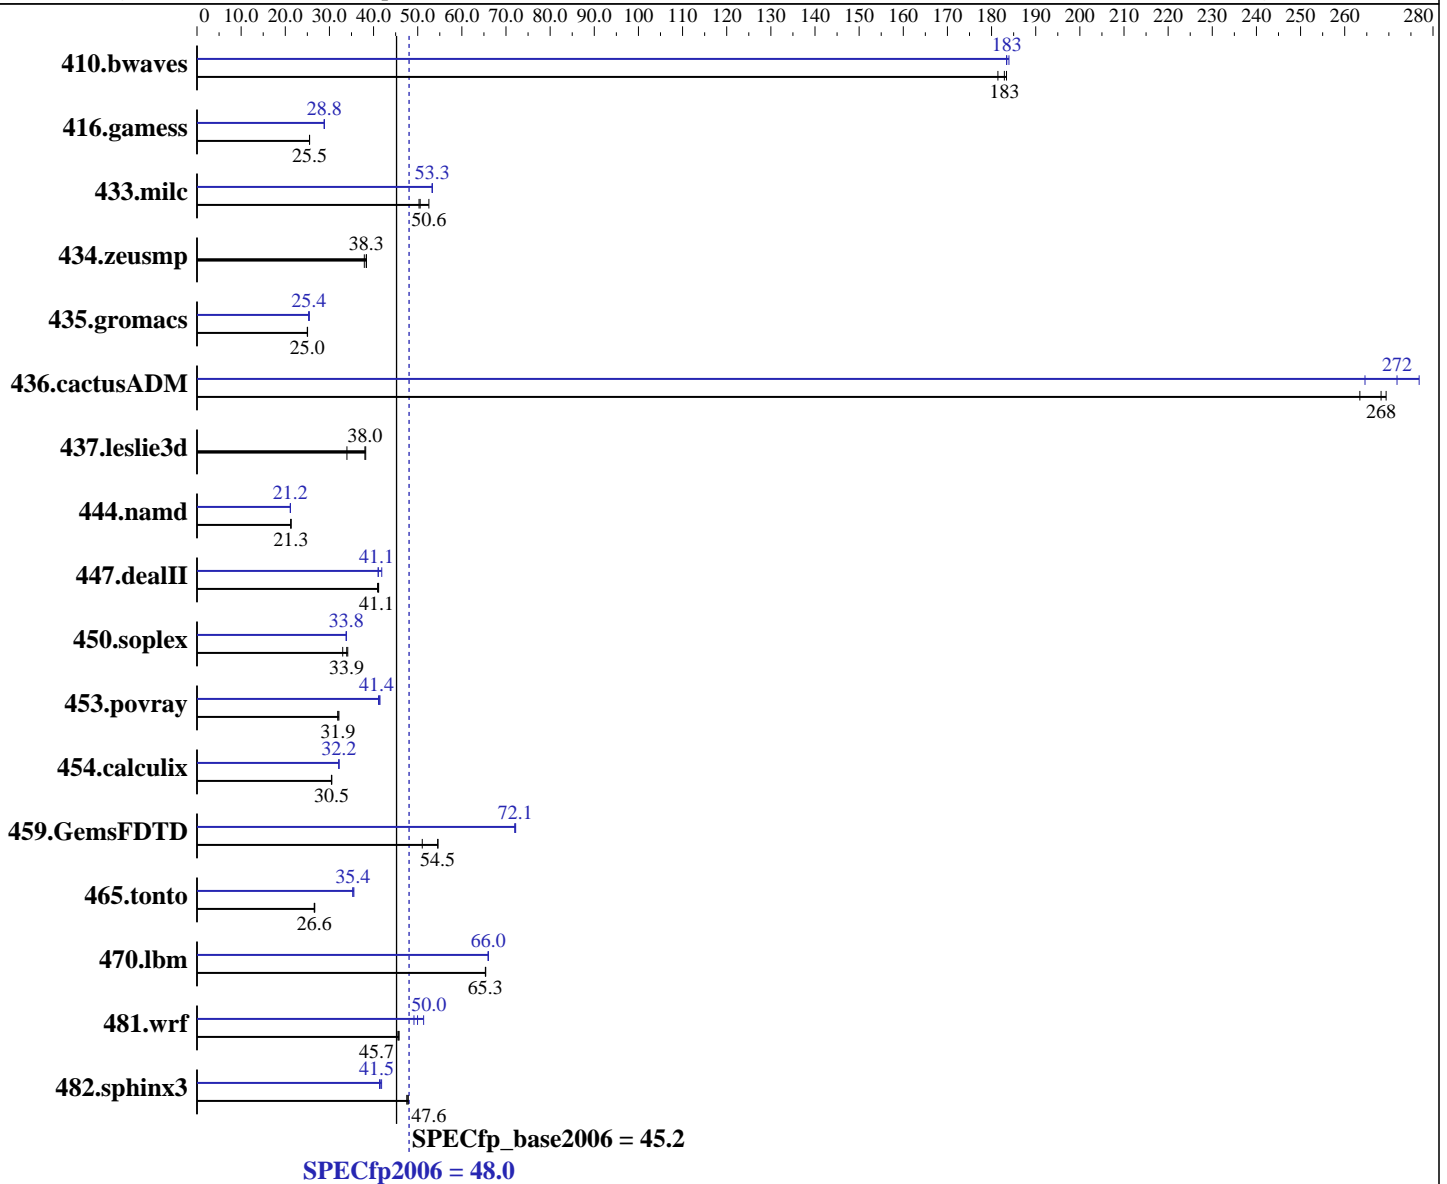 0 10.0 20.0 30.0 40.0 50.0 60.0 70.0 80.0 90.0 100 110 120 130 140 150 160 170 180 190 200 210 220 230 240 250 260 280
183
410.bwaves
183
28.8
416.gamess
25.5
53.3
433.milc
50.6
38.3
434.zeusmp
25.4
435.gromacs
25.0
272
436.cactusADM
268
38.0
437.leslie3d
21.2
444.namd
21.3
41.1
447.dealII
41.1
33.8
450.soplex
33.9
41.4
453.povray
31.9
32.2
454.calculix
30.5
72.1
459.GemsFDTD
54.5
35.4
465.tonto
26.6
66.0
470.lbm
65.3
50.0
481.wrf
45.7
41.5
482.sphinx3
47.6
SPECfp_base2006 = 45.2
SPECfp2006 = 48.0